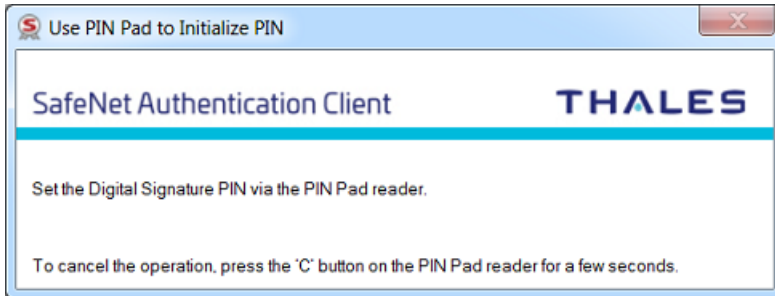 Use PIN Pad to Initialize PIN
SafeNet Authentication Client
THALES
Set the Digital Signature PIN via the PIN Pad reader.
To cancel the operation, press the 'C' button on the PIN Pad reader for a few seconds.